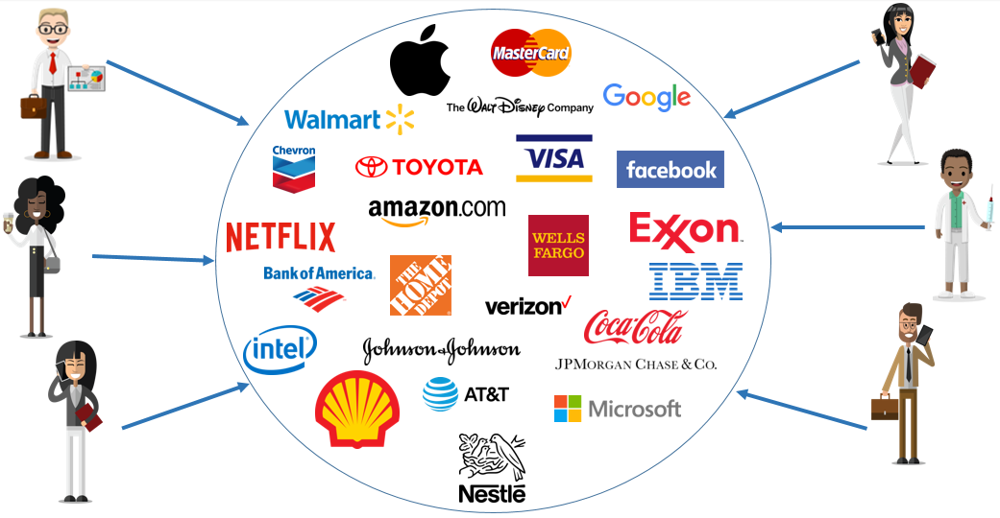 MasterCard
The WALT DISNEY Company
Google
Walmart
Chevron
TOYOTA
VISA
facebook
amazon.com
NETFLIX
WELLS
FARGO
Exxon
Bank of America
THE
HOME
DEPOT
IBM
verizon
Coca-Cola
intel
Johnson & Johnson
JPMORGAN CHASE & CO.
AT&T
Microsoft
Nestlé